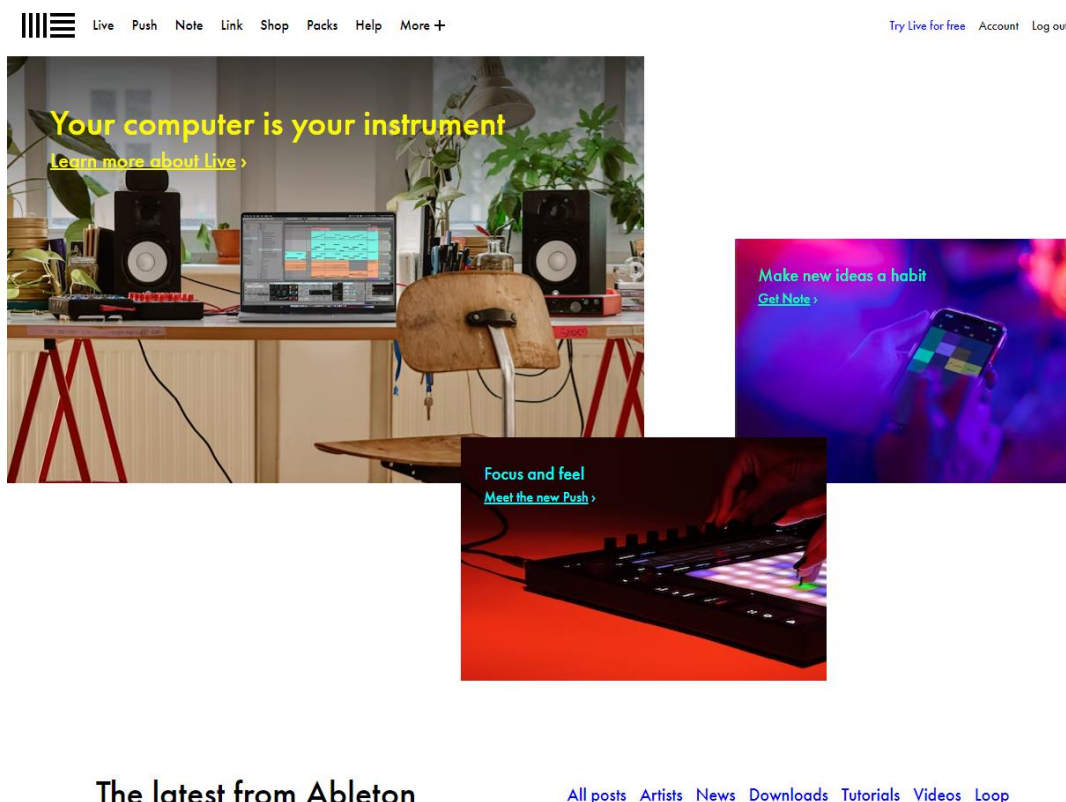 Live Push Note Link Shop Packs Help More +
Try Live for free Account Log out
Your computer is your instrument
Learn more about Live ›
Make new ideas a habit
Get Note ›
Focus and feel
Meet the new Push ›
The latest from Ableton
All posts Artists News Downloads Tutorials Videos Loop